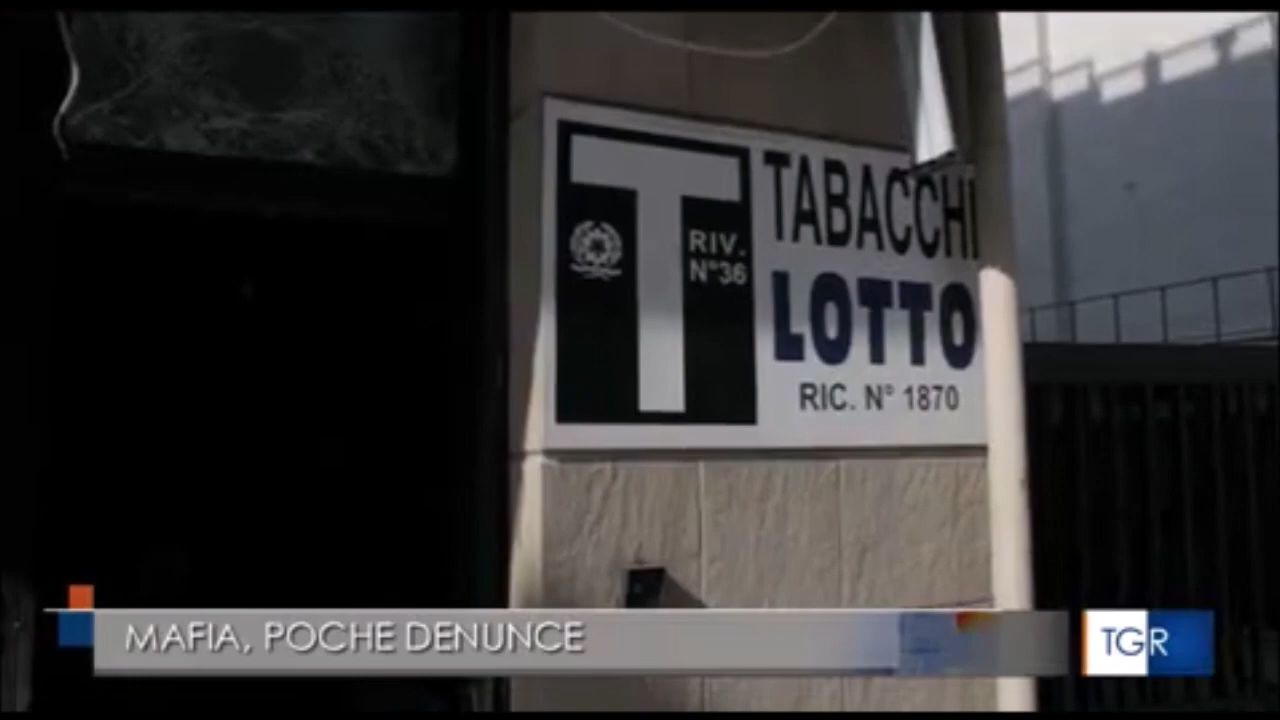 RIV.
N°36
TABACCHI
LOTTO
RIC. N° 1870
MAFIA, POCHE DENUNCE
TGR